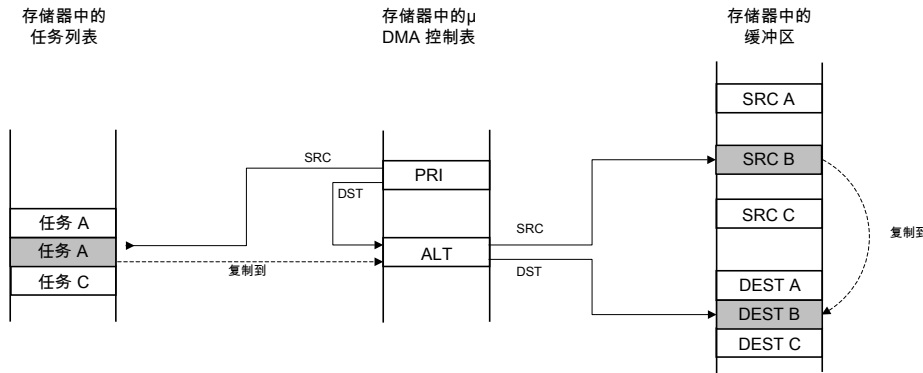 存储器中的
任务列表
存储器中的μ
DMA 控制表
存储器中的
缓冲区
SRC A
SRC
PRI
SRC B
DST
任务 A
SRC C
SRC
复制到
任务 A
ALT
复制到
DST
任务 C
DEST A
DEST B
DEST C